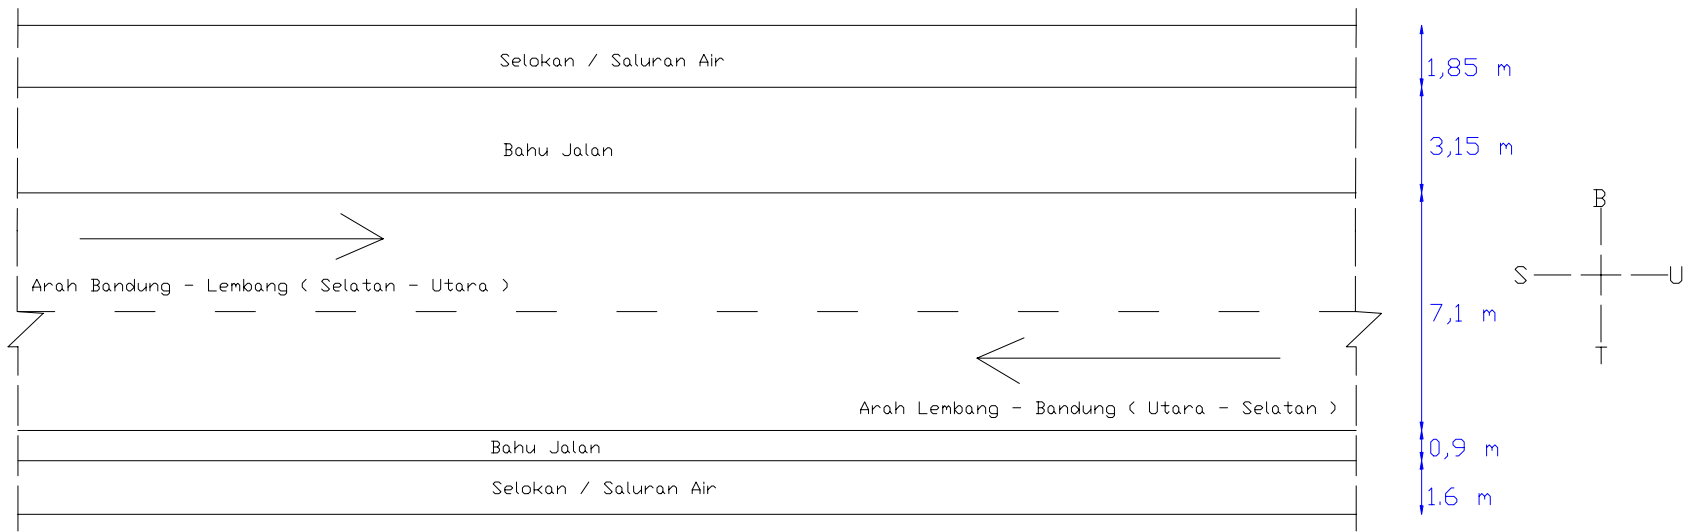 Selokan / Saluran Air
1,85 m
Bahu Jalan
3,15 m
B
S
U
T
Arah Bandung - Lembang ( Selatan - Utara )
7,1 m
Arah Lembang - Bandung ( Utara - Selatan )
Bahu Jalan
0,9 m
Selokan / Saluran Air
1.6 m